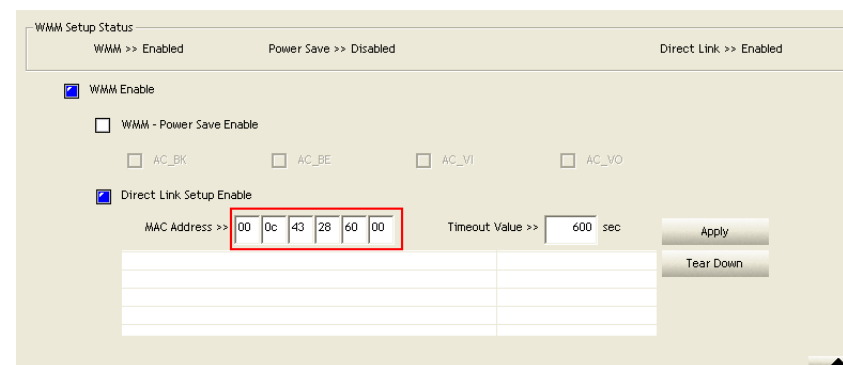 WMM Setup Status
WMM >> Enabled Power Save >> Disabled Direct Link >> Enabled
WMM Enable
WMM - Power Save Enable
AC_BK AC_BE AC_VI AC_VO
Direct Link Setup Enable
MAC Address >> 00 0c 43 28 60 00 Timeout Value >> 600 sec Apply
Tear Down